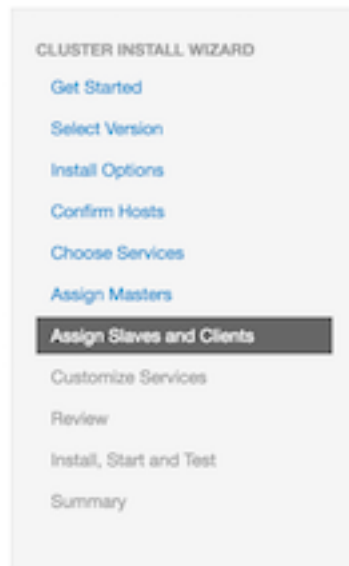 CLUSTER INSTALL WIZARD
Get Started
Select Version
Install Options
Confirm Hosts
Choose Services
Assign Masters
Assign Slaves and Clients
Customize Services
Review
Install, Start and Test
Summary